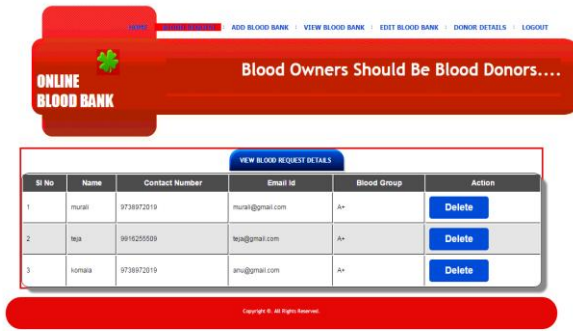 HOME BLOOD REQUEST ADD BLOOD BANK VIEW BLOOD BANK EDIT BLOOD BANK DONOR DETAILS LOGOUT
ONLINE
BLOOD BANK
Blood Owners Should Be Blood Donors....
VIEW BLOOD REQUEST DETAILS
Sl No Name Contact Number Email Id Blood Group Action
1 murali 9738972019 murali@gmail.com A+ Delete
2 teja 9916255509 teja@gmail.com A+ Delete
3 komala 9738972019 anu@gmail.com A+ Delete
Copyright ©. All Rights Reserved.